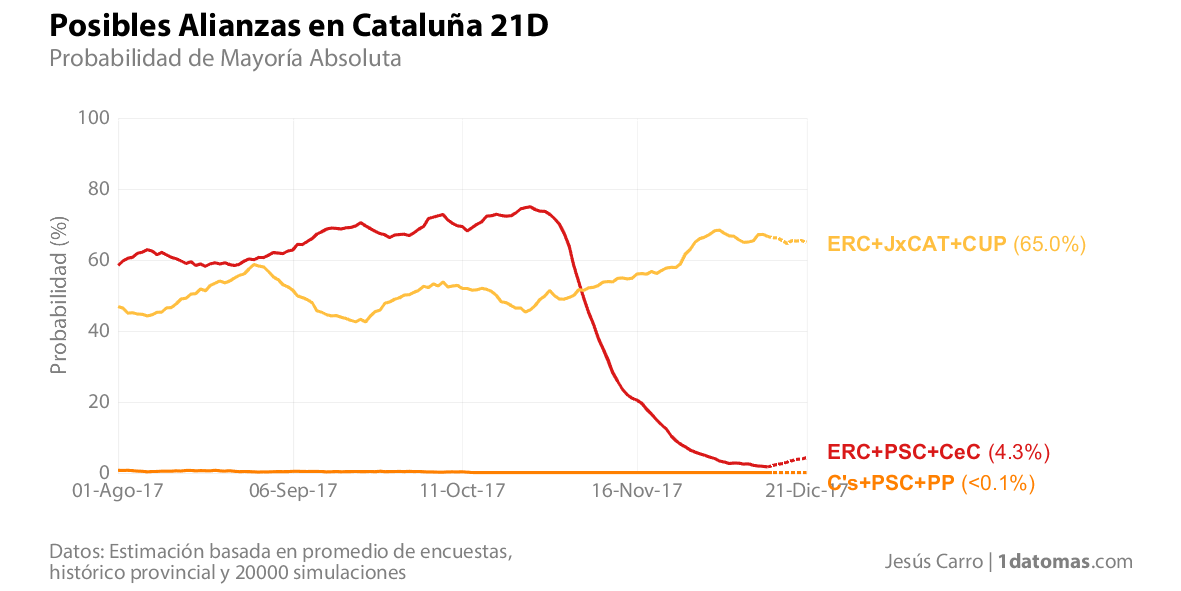 Posibles Alianzas en Cataluña 21D
Probabilidad de Mayoría Absoluta
Probabilidad (%)
100
80
60
40
20
0
01-Ago-17
06-Sep-17
11-Oct-17
16-Nov-17
21-Dic-17
ERC+JxCAT+CUP (65.0%)
ERC+PSC+CeC (4.3%)
C's+PSC+PP (<0.1%)
Datos: Estimación basada en promedio de encuestas,
histórico provincial y 20000 simulaciones
Jesús Carro | 1datomas.com